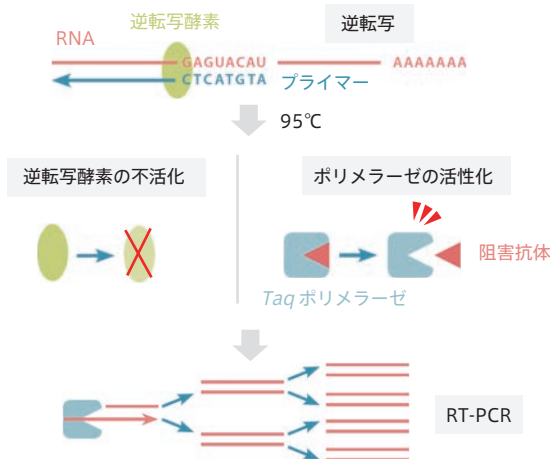 逆転写酵素
逆転写
RNA
GAGUACAU
AAAAAAA
CTCATGTA
プライマー
95℃
逆転写酵素の不活化
ポリメラーゼの活性化
阻害抗体
Taq ポリメラーゼ
RT-PCR